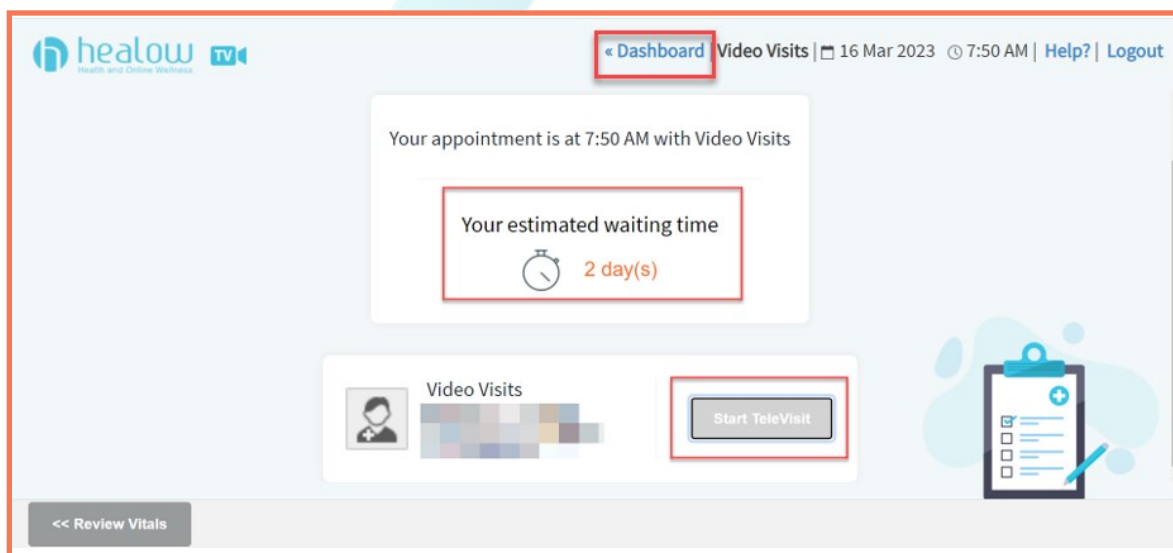 healow TV
Health and Online Wellness
« Dashboard | Video Visits | 16 Mar 2023 7:50 AM | Help? | Logout
Your appointment is at 7:50 AM with Video Visits
Your estimated waiting time
2 day(s)
Video Visits
Start TeleVisit
<< Review Vitals